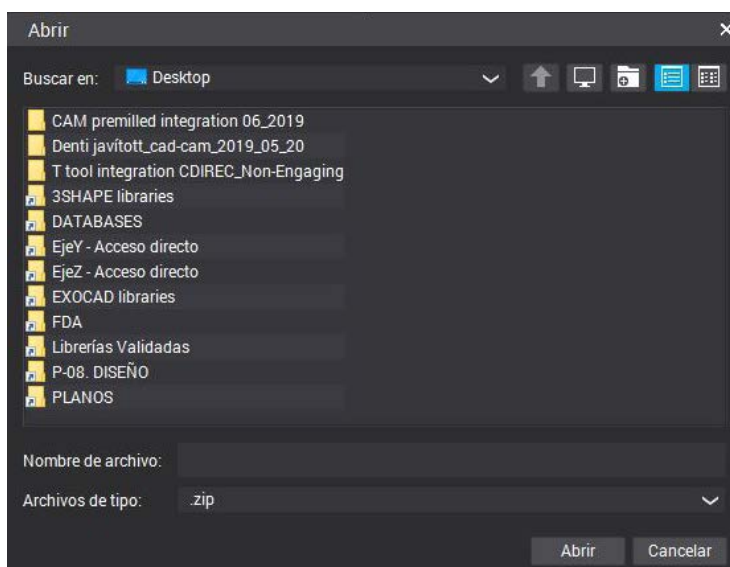 Abrir
Buscar en: Desktop
CAM premilled integration 06_2019
Denti javított_cad-cam_2019_05_20
T tool integration CDIREC_Non-Engaging
3SHAPE libraries
DATABASES
EjeY - Acceso directo
EjeZ - Acceso directo
EXOCAD libraries
FDA
Librerías Validadas
P-08. DISEÑO
PLANOS
Nombre de archivo:
Archivos de tipo: .zip
Abrir Cancelar